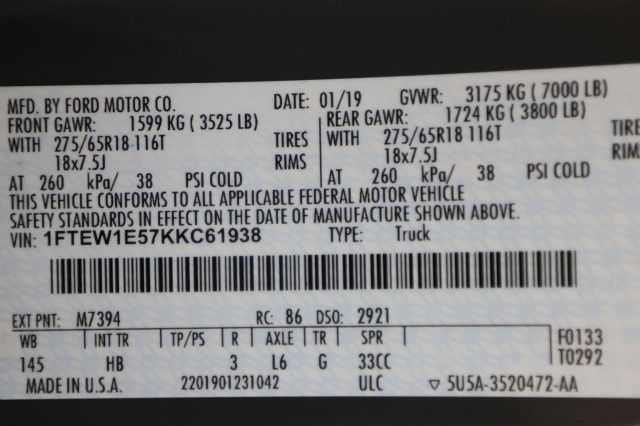 MFD. BY FORD MOTOR CO. DATE: 01/19 GVWR: 3175 KG ( 7000 LB)
FRONT GAWR: 1599 KG ( 3525 LB) REAR GAWR: 1724 KG ( 3800 LB)
WITH 275/65R18 116T TIRES WITH 275/65R18 116T TIRE
18x7.5J RIMS 18x7.5J RIMS
AT 260 kPa/ 38 PSI COLD AT 260 kPa/ 38 PSI COLD
THIS VEHICLE CONFORMS TO ALL APPLICABLE FEDERAL MOTOR VEHICLE
SAFETY STANDARDS IN EFFECT ON THE DATE OF MANUFACTURE SHOWN ABOVE.
VIN: 1FTEW1E57KKC61938 TYPE: Truck
EXT PNT: M7394 RC: 86 DSO: 2921
WB INT TR TP/PS R AXLE TR SPR F0133
145 HB 3 L6 G 33CC T0292
MADE IN U.S.A. 2201901231042 ULC ▽ 5U5A-3520472-AA